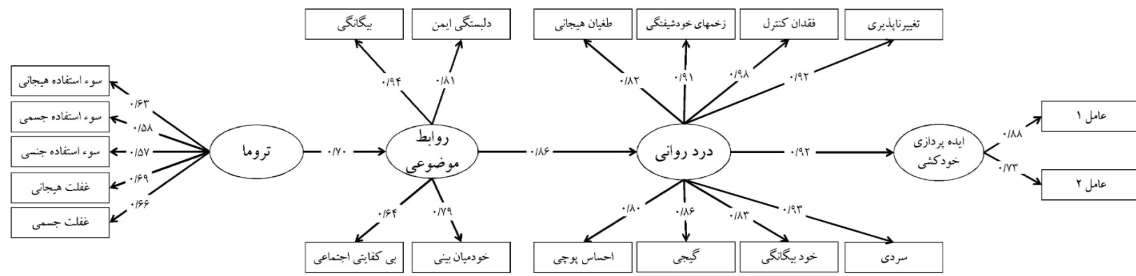 تغییرناپذیری
فقدان کنترل
زخمهای خودشیفتگی
طغیان هیجانی
دلبستگی ایمن
بیگانگی
۰/۹۲
۰/۹۸
۰/۹۱
۰/۸۲
۰/۸۱
۰/۹۴
سوء استفاده هیجانی
سوء استفاده جسمی
سوء استفاده جنسی
غفلت هیجانی
غفلت جسمی
۰/۶۳
۰/۵۸
۰/۵۷
۰/۶۹
۰/۶۶
تروما
۰/۷۰
روابط
موضوعی
۰/۸۶
درد روانی
۰/۹۲
ایده پردازی
خودکشی
۰/۸۸
۰/۷۳
عامل ۱
عامل ۲
۰/۹۳
۰/۸۳
۰/۸۶
۰/۸۰
۰/۷۹
۰/۶۴
سردی
خود بیگانگی
گیجی
احساس پوچی
خودمیان بینی
بی کفایتی اجتماعی